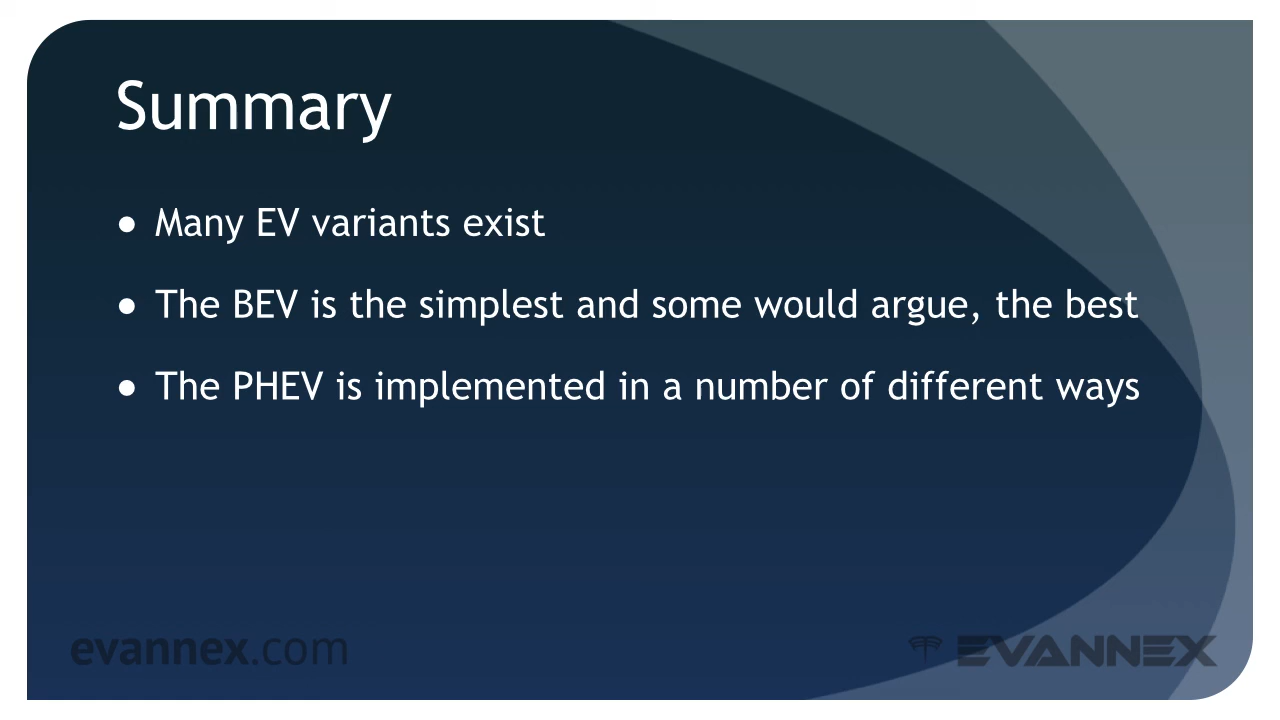 Summary
● Many EV variants exist
● The BEV is the simplest and some would argue, the best
● The PHEV is implemented in a number of different ways
evannex.com
EVANNEX